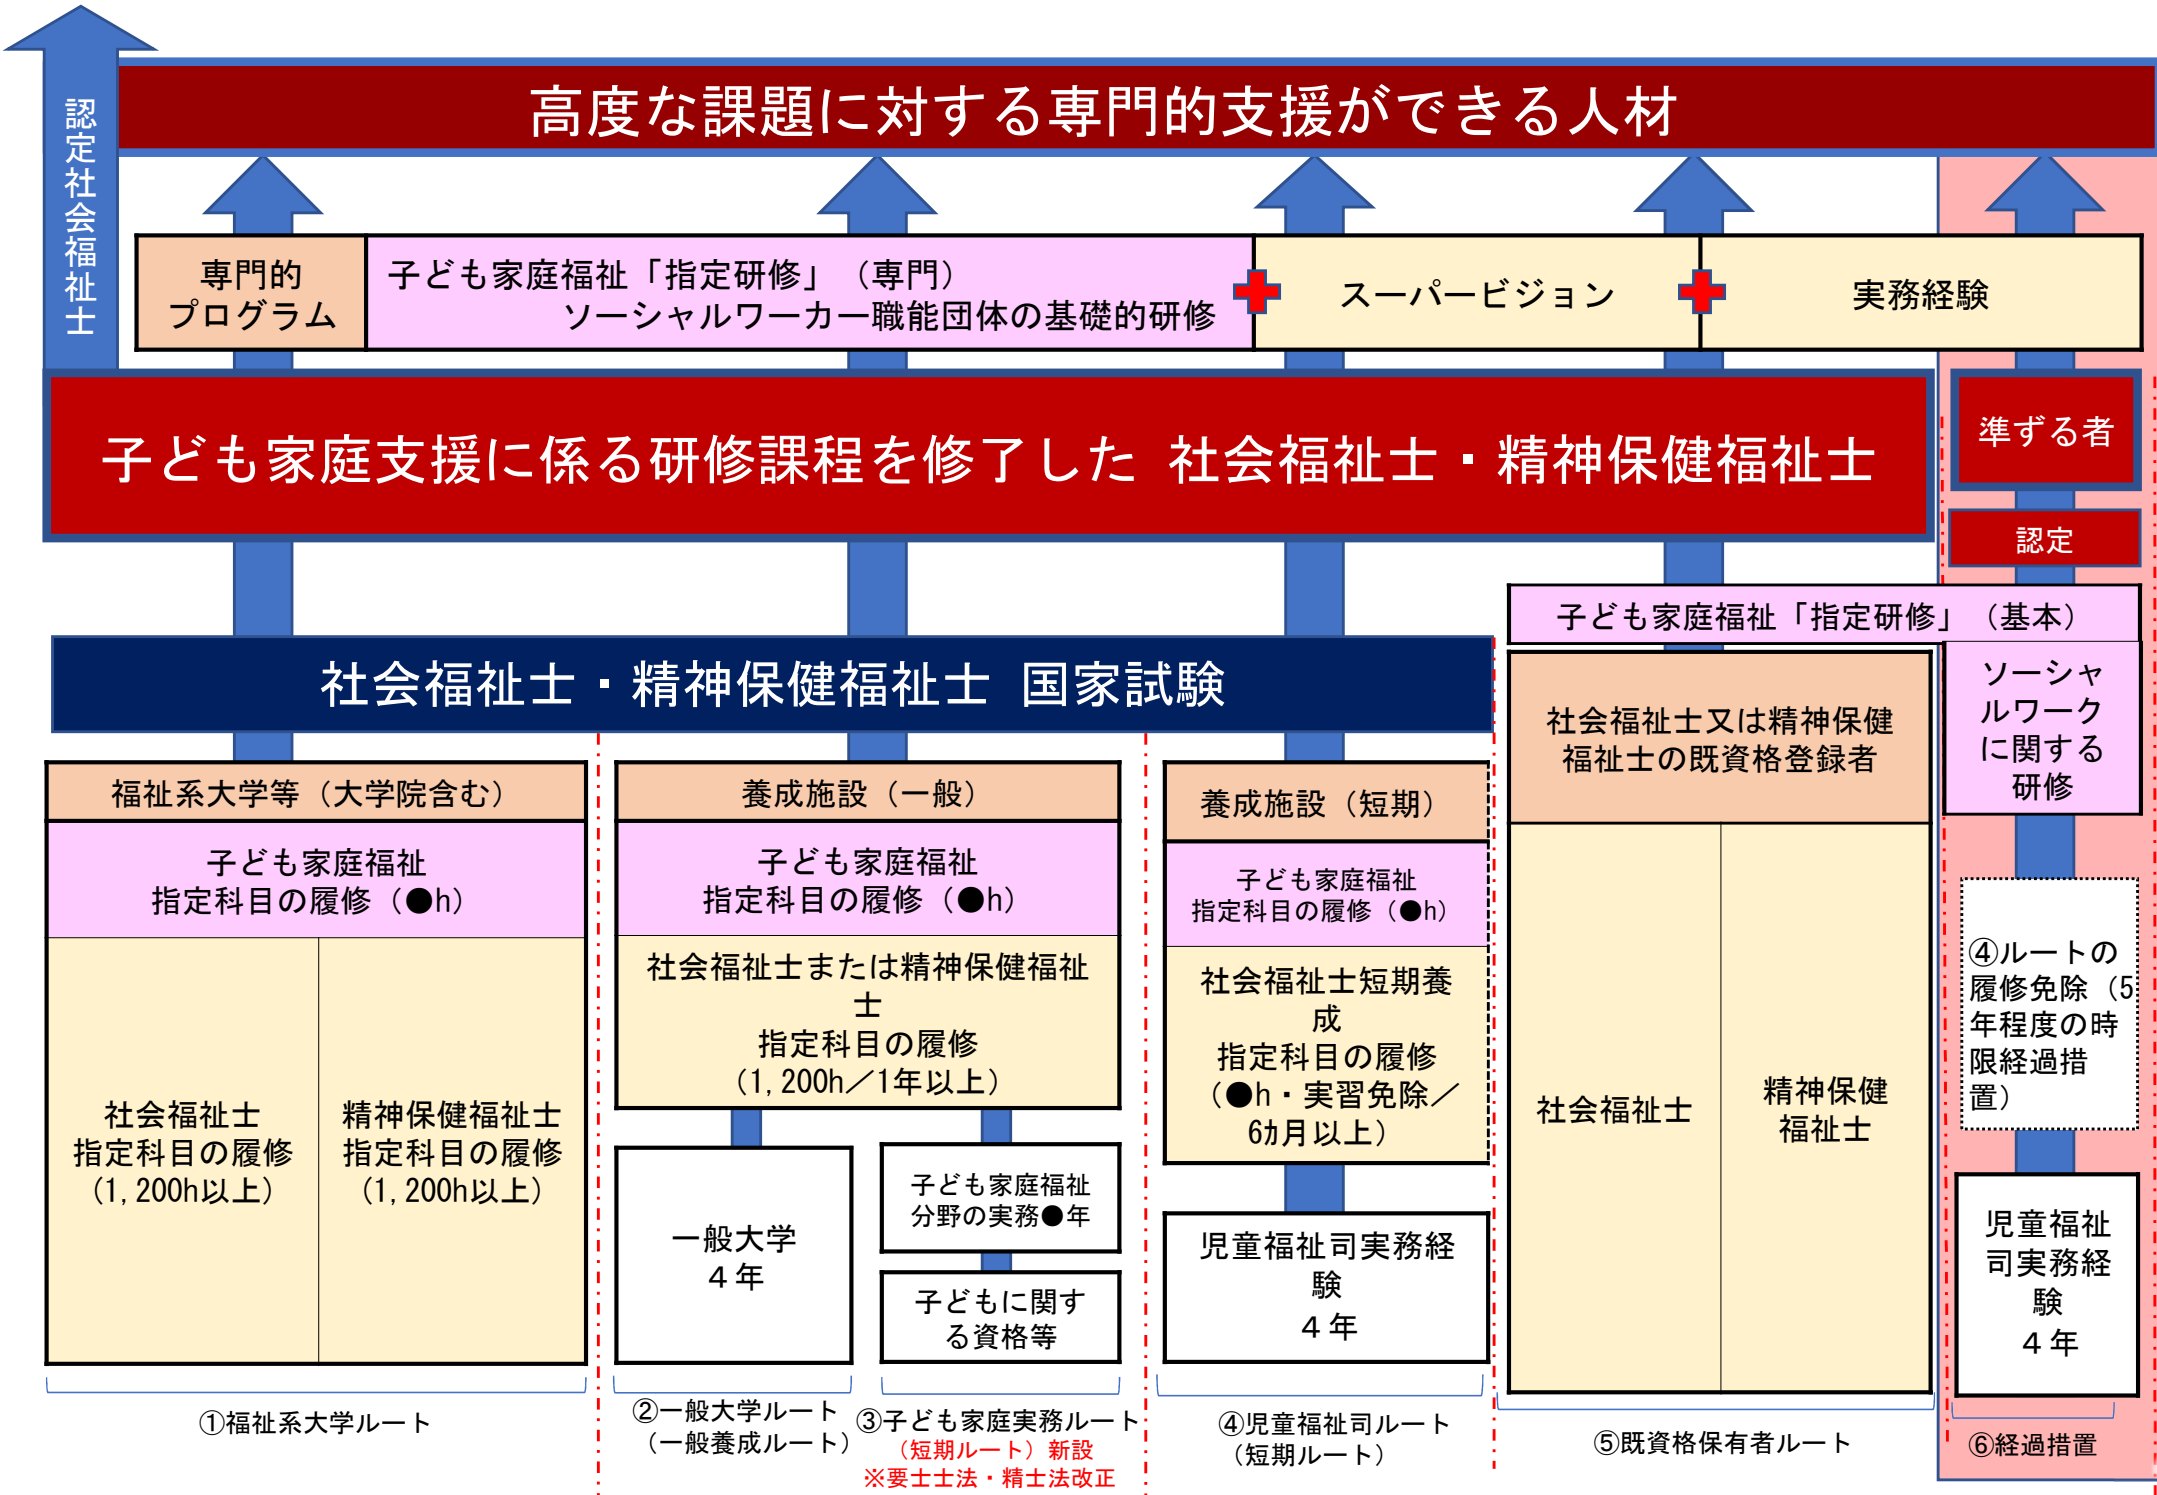 認定社会福祉士
高度な課題に対する専門的支援ができる人材
専門的
プログラム
子ども家庭福祉「指定研修」（専門）
ソーシャルワーカー職能団体の基礎的研修
スーパービジョン
実務経験
子ども家庭支援に係る研修課程を修了した 社会福祉士・精神保健福祉士
準ずる者
認定
子ども家庭福祉「指定研修」（基本）
社会福祉士・精神保健福祉士 国家試験
福祉系大学等（大学院含む）
子ども家庭福祉
指定科目の履修（●h）
社会福祉士
指定科目の履修
（1,200h以上）
精神保健福祉士
指定科目の履修
（1,200h以上）
養成施設（一般）
子ども家庭福祉
指定科目の履修（●h）
社会福祉士または精神保健福祉
士
指定科目の履修
（1,200h／1年以上）
一般大学
４年
子ども家庭福祉
分野の実務●年
子どもに関す
る資格等
養成施設（短期）
子ども家庭福祉
指定科目の履修（●h）
社会福祉士短期養
成
指定科目の履修
（●h・実習免除／
6ｶ月以上）
児童福祉司実務経
験
４年
社会福祉士又は精神保健
福祉士の既資格登録者
社会福祉士
精神保健
福祉士
ソーシャ
ルワーク
に関する
研修
④ルートの
履修免除（5
年程度の時
限経過措
置）
児童福祉
司実務経
験
４年
①福祉系大学ルート
②一般大学ルート
（一般養成ルート）
③子ども家庭実務ルート
（短期ルート）新設
※要士士法・精士法改正
④児童福祉司ルート
（短期ルート）
⑤既資格保有者ルート
⑥経過措置